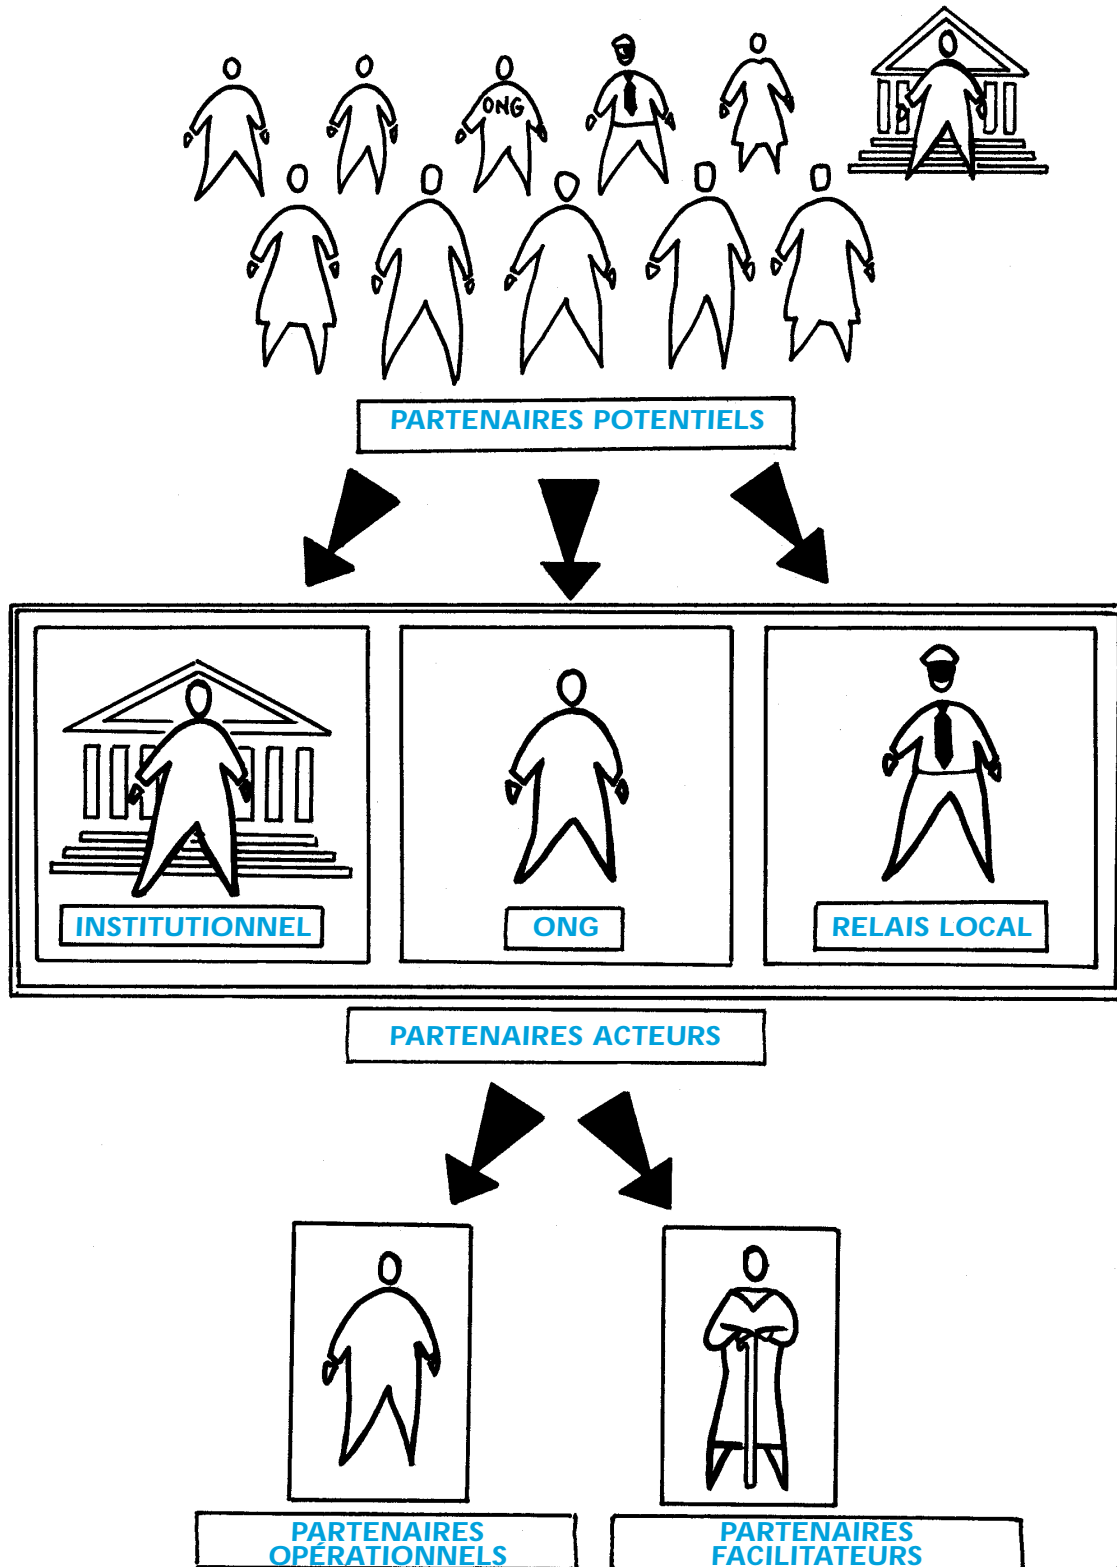 ONG
PARTENAIRES POTENTIELS
INSTITUTIONNEL
ONG
RELAIS LOCAL
PARTENAIRES ACTEURS
PARTENAIRES
OPÉRATIONNELS
PARTENAIRES
FACILITATEURS